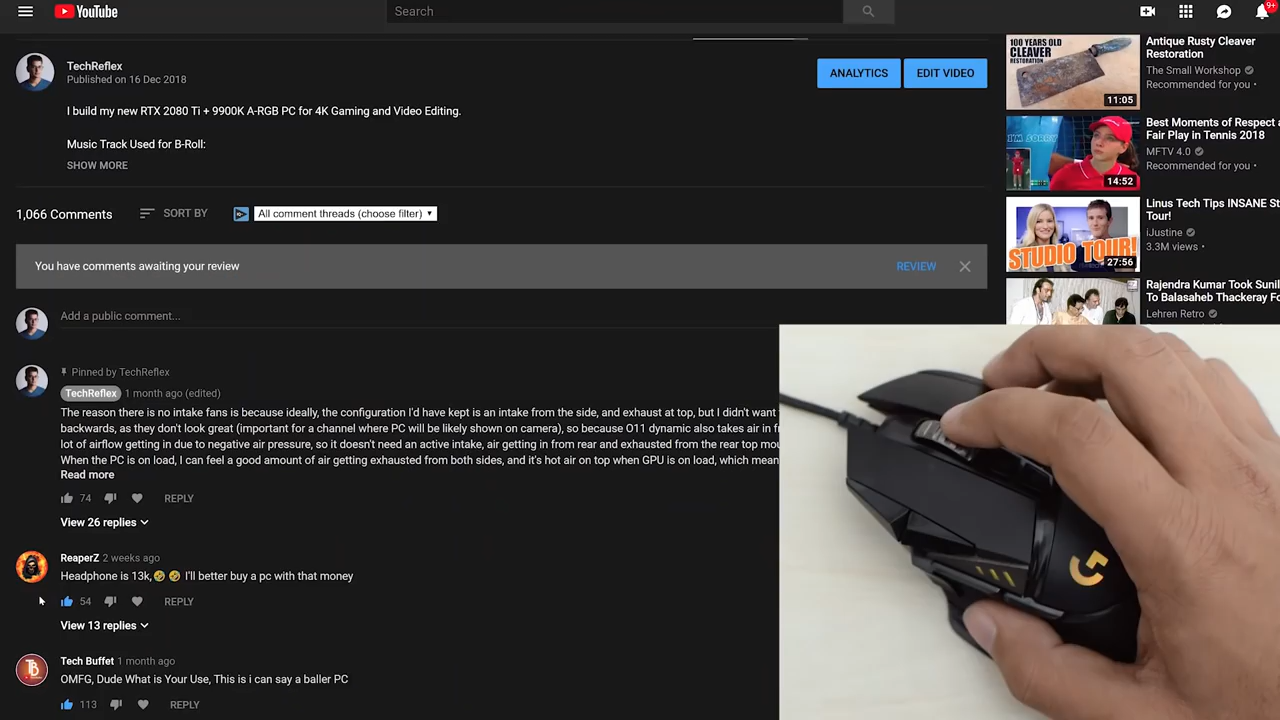 YouTube
Search
9+
TechReflex
Published on 16 Dec 2018
ANALYTICS
EDIT VIDEO
I build my new RTX 2080 Ti + 9900K A-RGB PC for 4K Gaming and Video Editing.
Music Track Used for B-Roll:
SHOW MORE
1,066 Comments
SORT BY
All comment threads (choose filter)
You have comments awaiting your review
REVIEW
Add a public comment...
Pinned by TechReflex
TechReflex 1 month ago (edited)
The reason there is no intake fans is because ideally, the configuration I'd have kept is an intake from the side, and exhaust at top, but I didn't want
backwards, as they don't look great (important for a channel where PC will be likely shown on camera), so because O11 dynamic also takes air in f
lot of airflow getting in due to negative air pressure, so it doesn't need an active intake, air getting in from rear and exhausted from the rear top mou
When the PC is on load, I can feel a good amount of air getting exhausted from both sides, and it's hot air on top when GPU is on load, which mean
Read more
74 REPLY
View 26 replies
ReaperZ 2 weeks ago
Headphone is 13k,🤣 🤣 I'll better buy a pc with that money
54 REPLY
View 13 replies
Tech Buffet 1 month ago
OMFG, Dude What is Your Use, This is i can say a baller PC
113 REPLY
100 YEARS OLD
CLEAVER
RESTORATION
11:05
Antique Rusty Cleaver
Restoration
The Small Workshop
Recommended for you •
I'M SORRY
14:52
Best Moments of Respect a
Fair Play in Tennis 2018
MFTV 4.0
Recommended for you •
STUDIO TOUR!
27:56
Linus Tech Tips INSANE St
Tour!
iJustine
3.3M views •
Rajendra Kumar Took Sunil
To Balasaheb Thackeray Fo
Lehren Retro
G